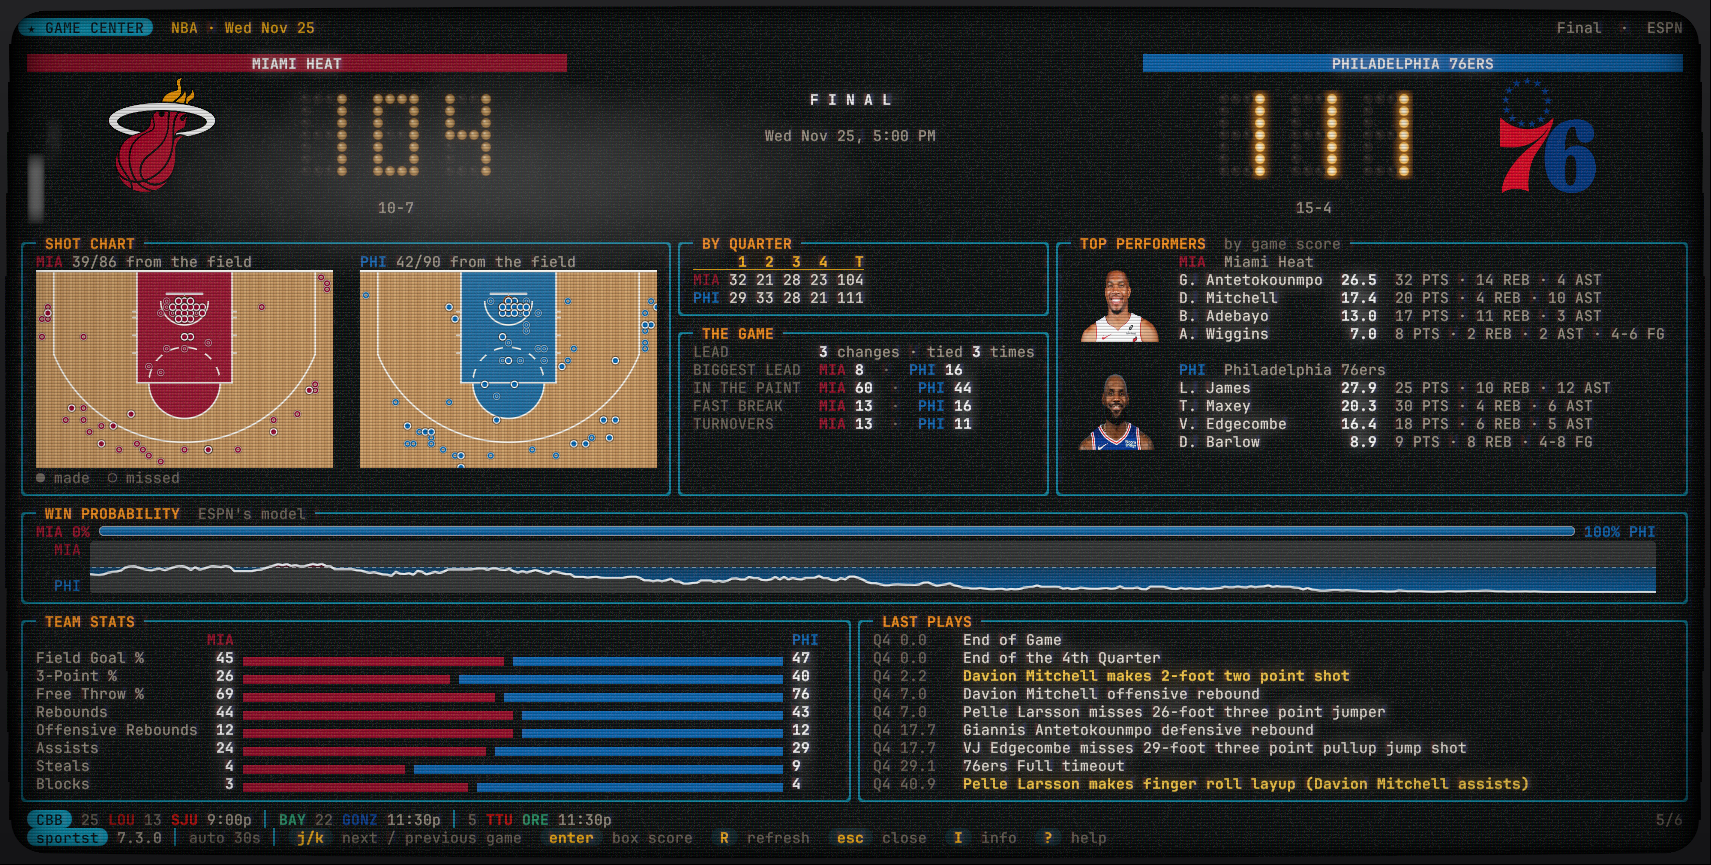 ★ GAME CENTER NBA · Wed Nov 25 Final · ESPN
MIAMI HEAT PHILADELPHIA 76ERS
FINAL
104 111
Wed Nov 25, 5:00 PM
76
10-7 15-4
SHOT CHART
MIA 39/86 from the field PHI 42/90 from the field
● made ○ missed
BY QUARTER
1 2 3 4 T
MIA 32 21 28 23 104
PHI 29 33 28 21 111
THE GAME
LEAD 3 changes · tied 3 times
BIGGEST LEAD MIA 8 · PHI 16
IN THE PAINT MIA 60 · PHI 44
FAST BREAK MIA 13 · PHI 16
TURNOVERS MIA 13 · PHI 11
TOP PERFORMERS by game score
MIA Miami Heat
G. Antetokounmpo 26.5 32 PTS · 14 REB · 4 AST
D. Mitchell 17.4 20 PTS · 4 REB · 10 AST
B. Adebayo 13.0 17 PTS · 11 REB · 3 AST
A. Wiggins 7.0 8 PTS · 2 REB · 2 AST · 4-6 FG
PHI Philadelphia 76ers
L. James 27.9 25 PTS · 10 REB · 12 AST
T. Maxey 20.3 30 PTS · 4 REB · 6 AST
V. Edgecombe 16.4 18 PTS · 6 REB · 5 AST
D. Barlow 8.9 9 PTS · 8 REB · 4-8 FG
WIN PROBABILITY ESPN's model
MIA 0% 100% PHI
MIA
PHI
TEAM STATS
MIA PHI
Field Goal % 45 47
3-Point % 26 40
Free Throw % 69 76
Rebounds 44 43
Offensive Rebounds 12 12
Assists 24 29
Steals 4 9
Blocks 3 4
LAST PLAYS
Q4 0.0 End of Game
Q4 0.0 End of the 4th Quarter
Q4 2.2 Davion Mitchell makes 2-foot two point shot
Q4 7.0 Davion Mitchell offensive rebound
Q4 7.0 Pelle Larsson misses 26-foot three point jumper
Q4 17.7 Giannis Antetokounmpo defensive rebound
Q4 17.7 VJ Edgecombe misses 29-foot three point pullup jump shot
Q4 29.1 76ers Full timeout
Q4 40.9 Pelle Larsson makes finger roll layup (Davion Mitchell assists)
CBB 25 LOU 13 SJU 9:00p │ BAY 22 GONZ 11:30p │ 5 TTU ORE 11:30p 5/6
sportst 7.3.0 │ auto 30s │ j/k next / previous game enter box score R refresh esc close I info ? help